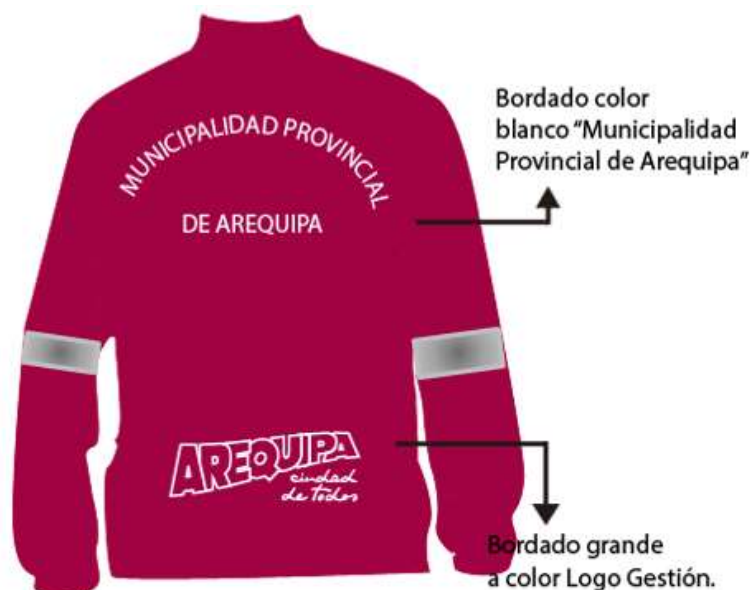 MUNICIPALIDAD PROVINCIAL
DE AREQUIPA
Bordado color
blanco "Municipalidad
Provincial de Arequipa"
AREQUIPA
ciudad
de todos
Bordado grande
a color Logo Gestión.